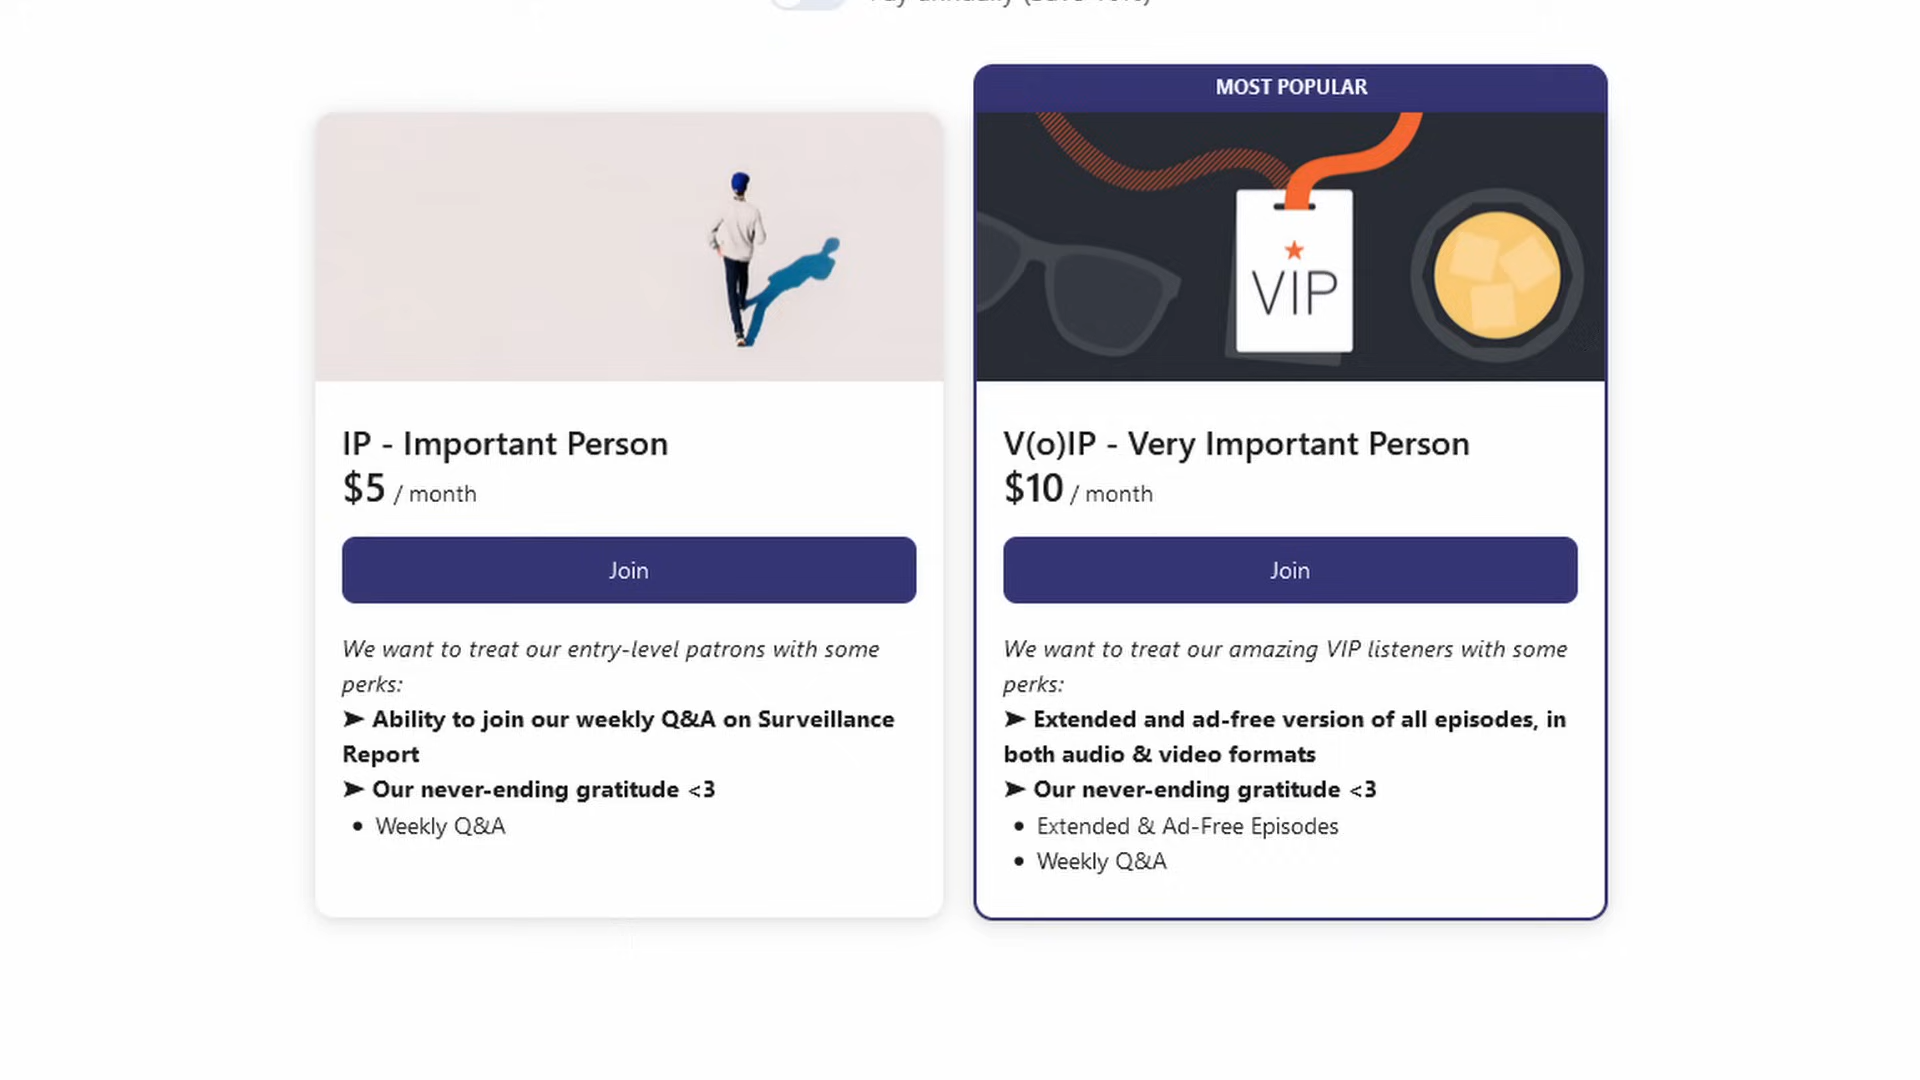 MOST POPULAR
VIP
IP - Important Person
$5 / month
Join
We want to treat our entry-level patrons with some
perks:
➤ Ability to join our weekly Q&A on Surveillance
Report
➤ Our never-ending gratitude <3
• Weekly Q&A
V(o)IP - Very Important Person
$10 / month
Join
We want to treat our amazing VIP listeners with some
perks:
➤ Extended and ad-free version of all episodes, in
both audio & video formats
➤ Our never-ending gratitude <3
• Extended & Ad-Free Episodes
• Weekly Q&A